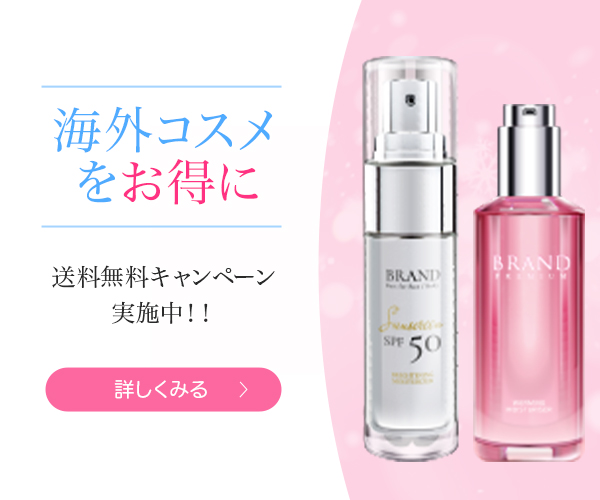 海外コスメ
をお得に
送料無料キャンペーン
実施中！！
詳しくみる
BRAND
Sunscreen
SPF 50
BRAND
PREMIUM